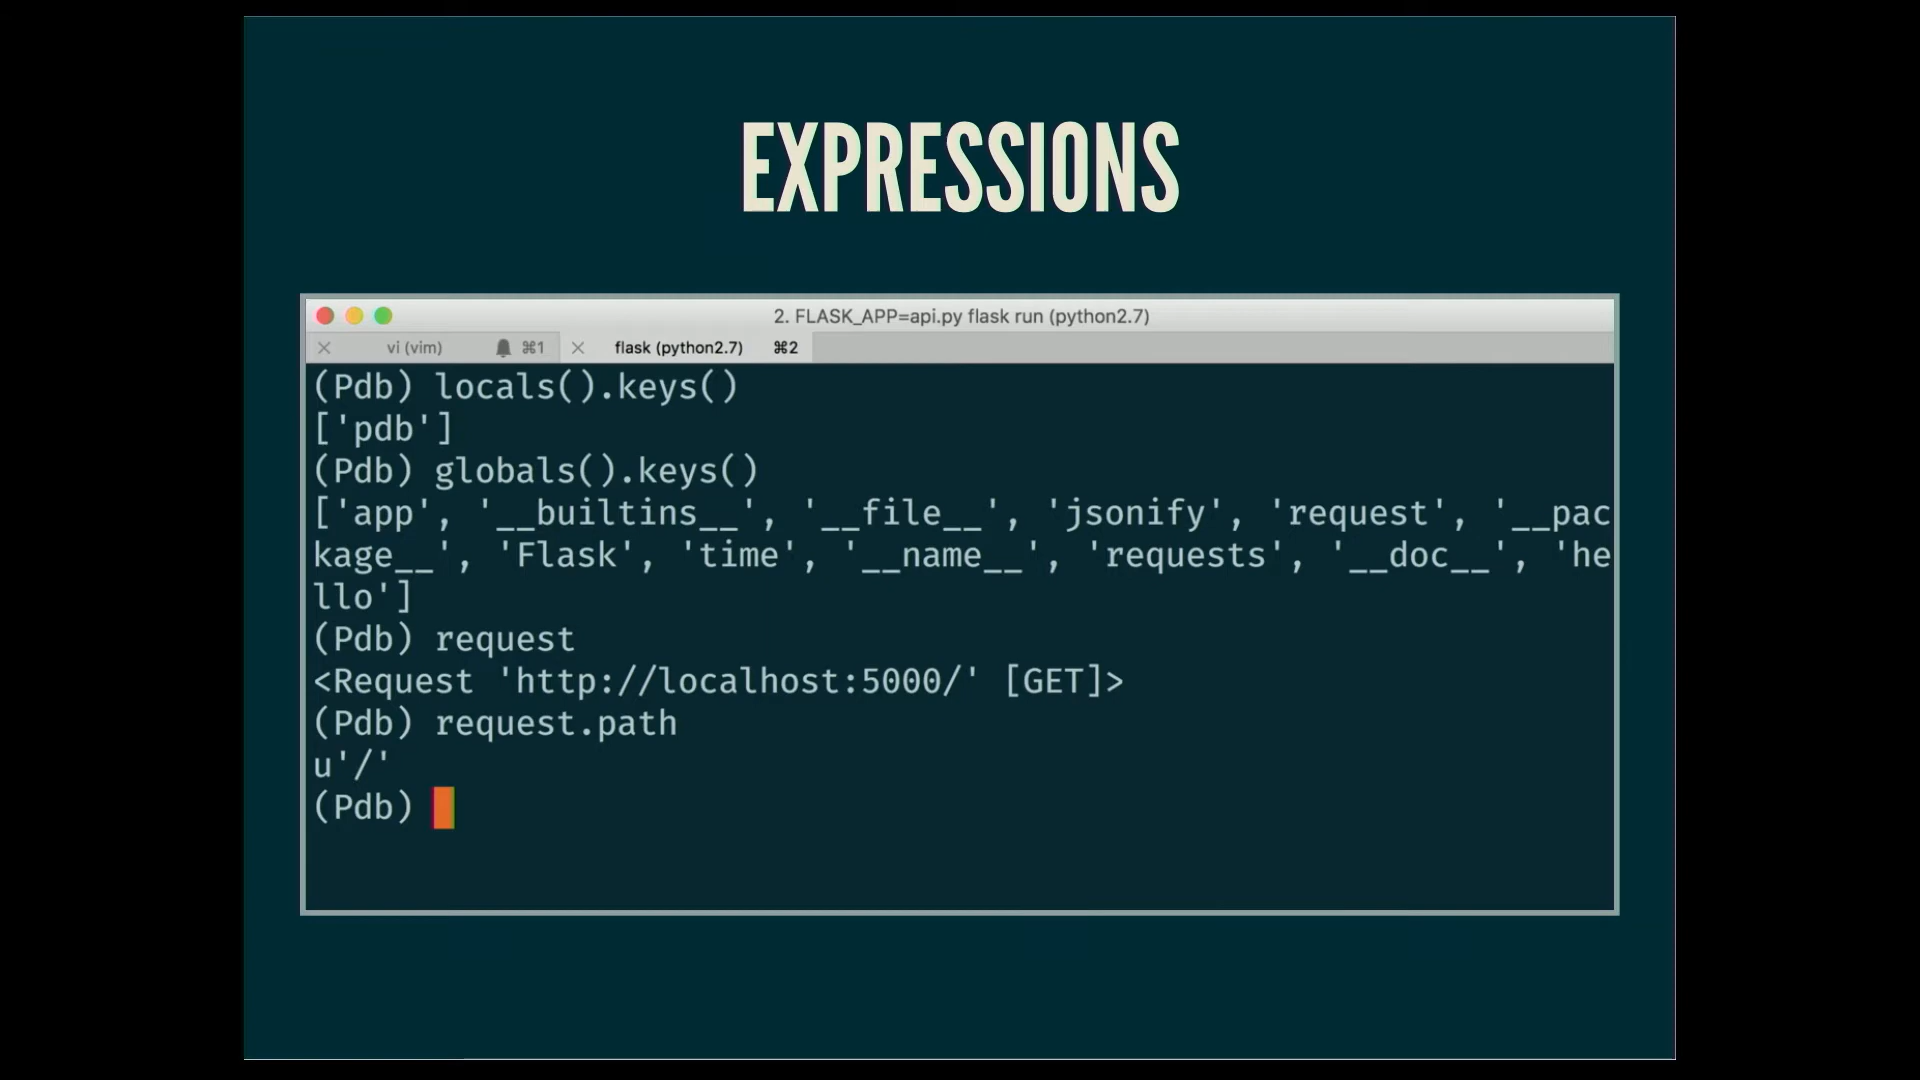 EXPRESSIONS
2. FLASK_APP=api.py flask run (python2.7)
vi (vim) ⌘1 flask (python2.7) ⌘2
(Pdb) locals().keys()
['pdb']
(Pdb) globals().keys()
['app', '__builtins__', '__file__', 'jsonify', 'request', '__pac
kage__', 'Flask', 'time', '__name__', 'requests', '__doc__', 'he
llo']
(Pdb) request
<Request 'http://localhost:5000/' [GET]>
(Pdb) request.path
u'/'
(Pdb)